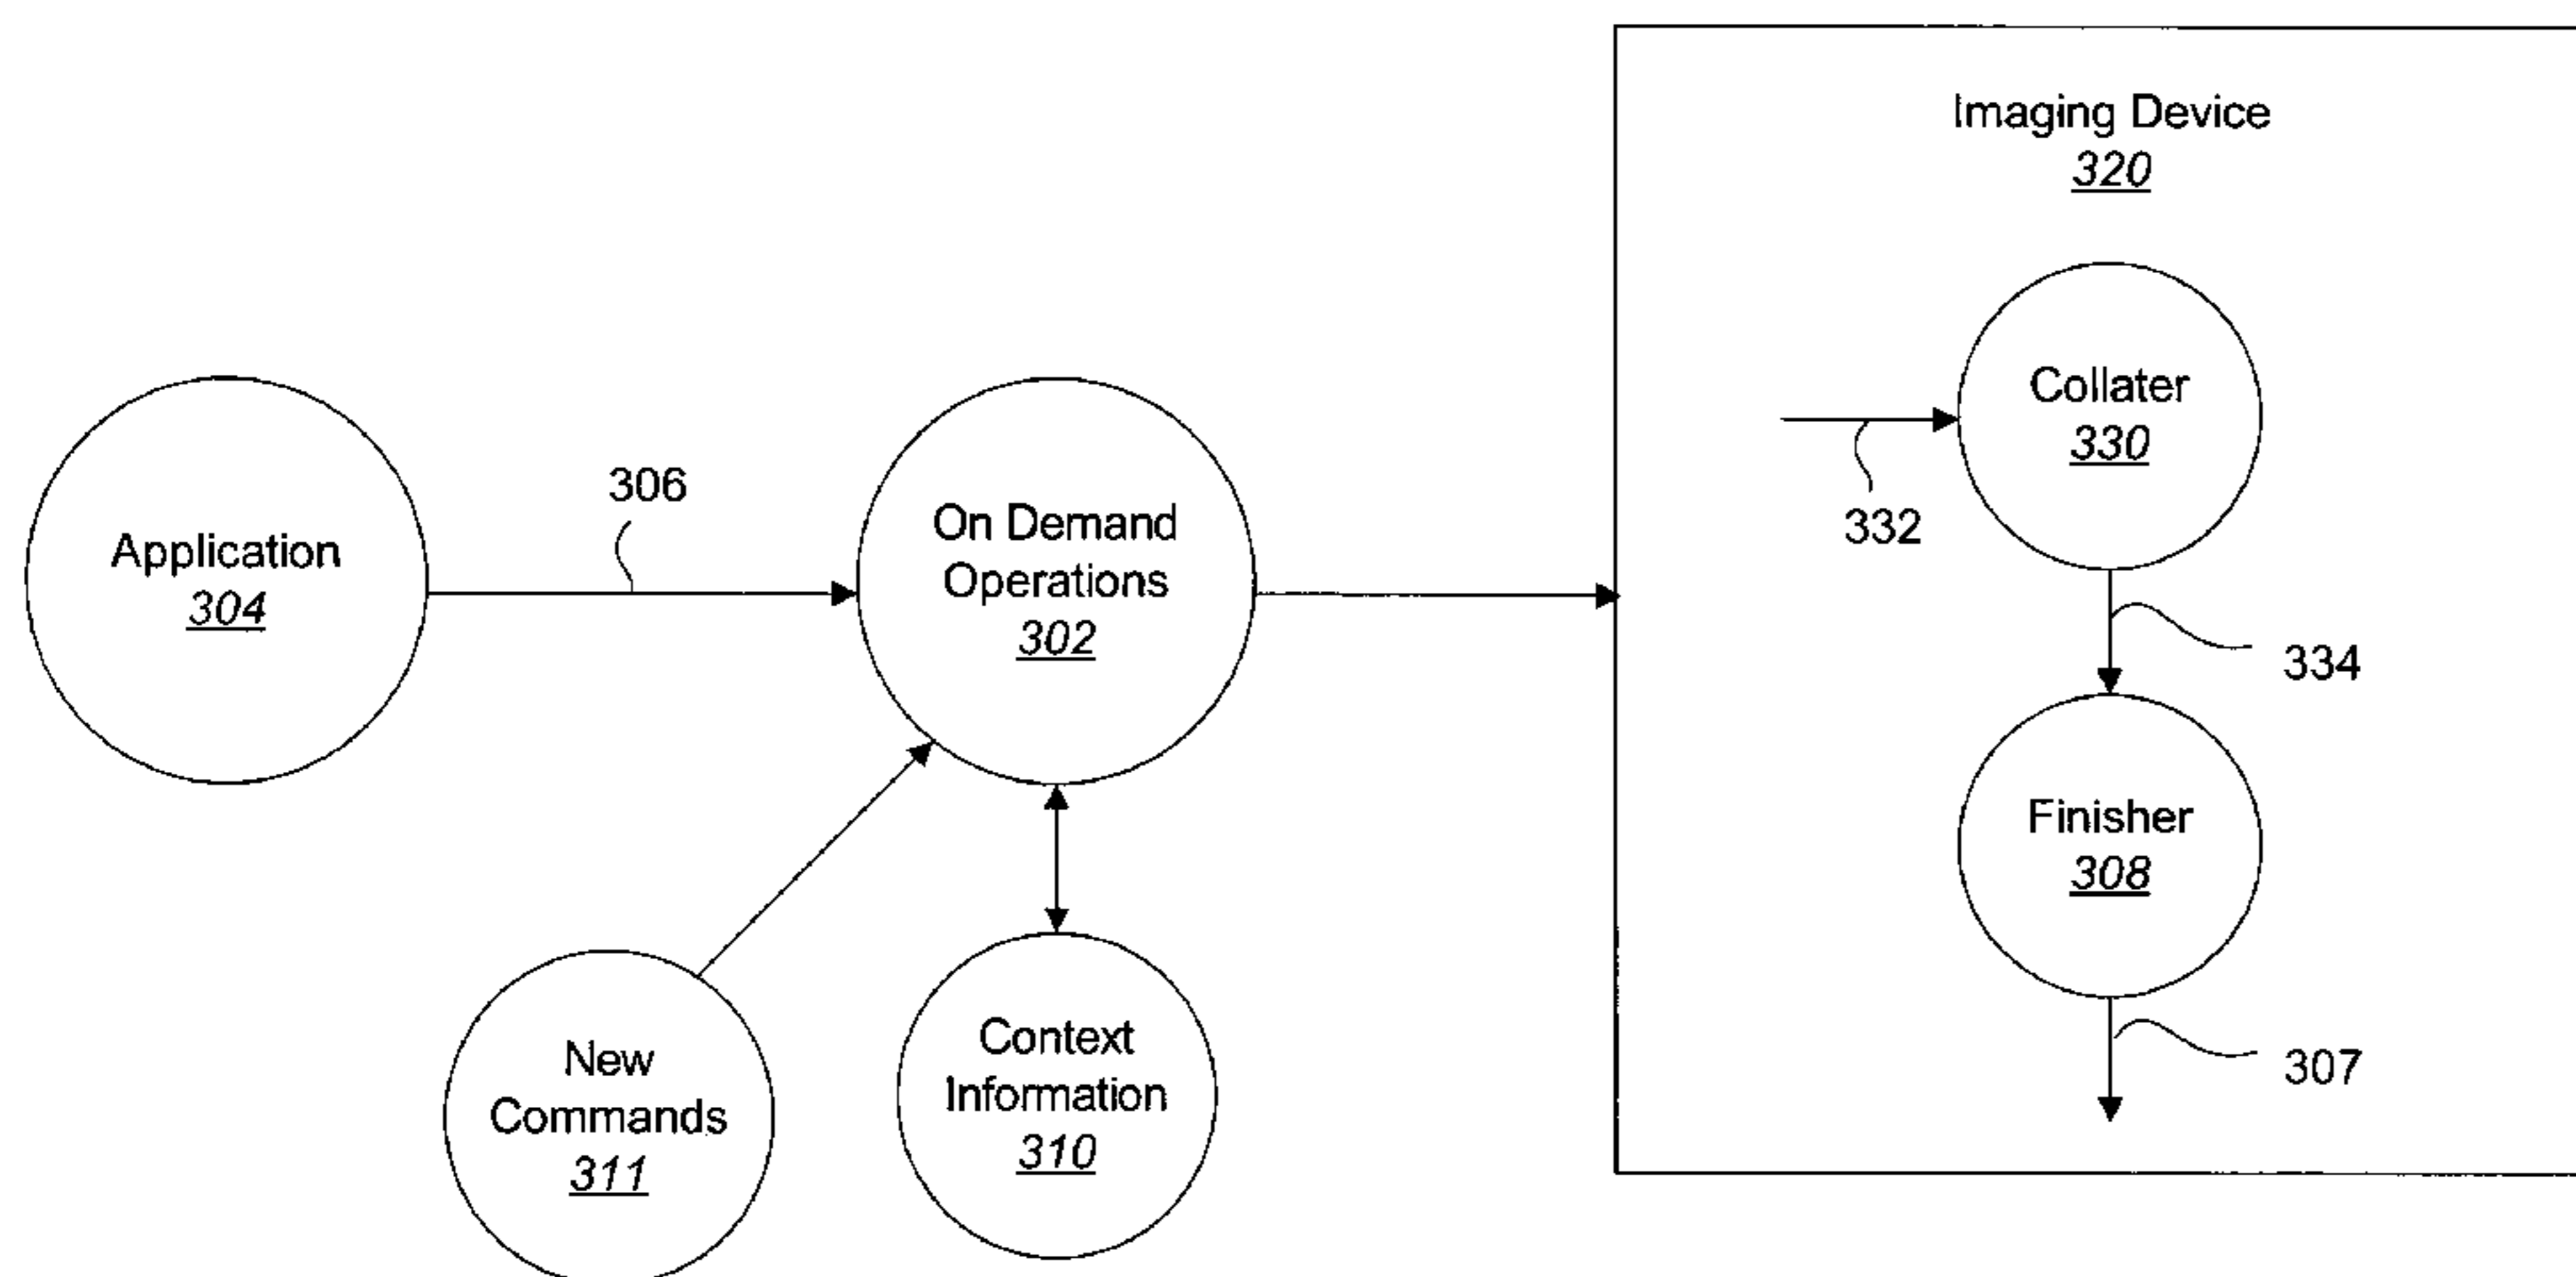 Imaging Device
320
Collater
330
332
334
Finisher
308
307
Application
304
306
On Demand
Operations
302
New
Commands
311
Context
Information
310